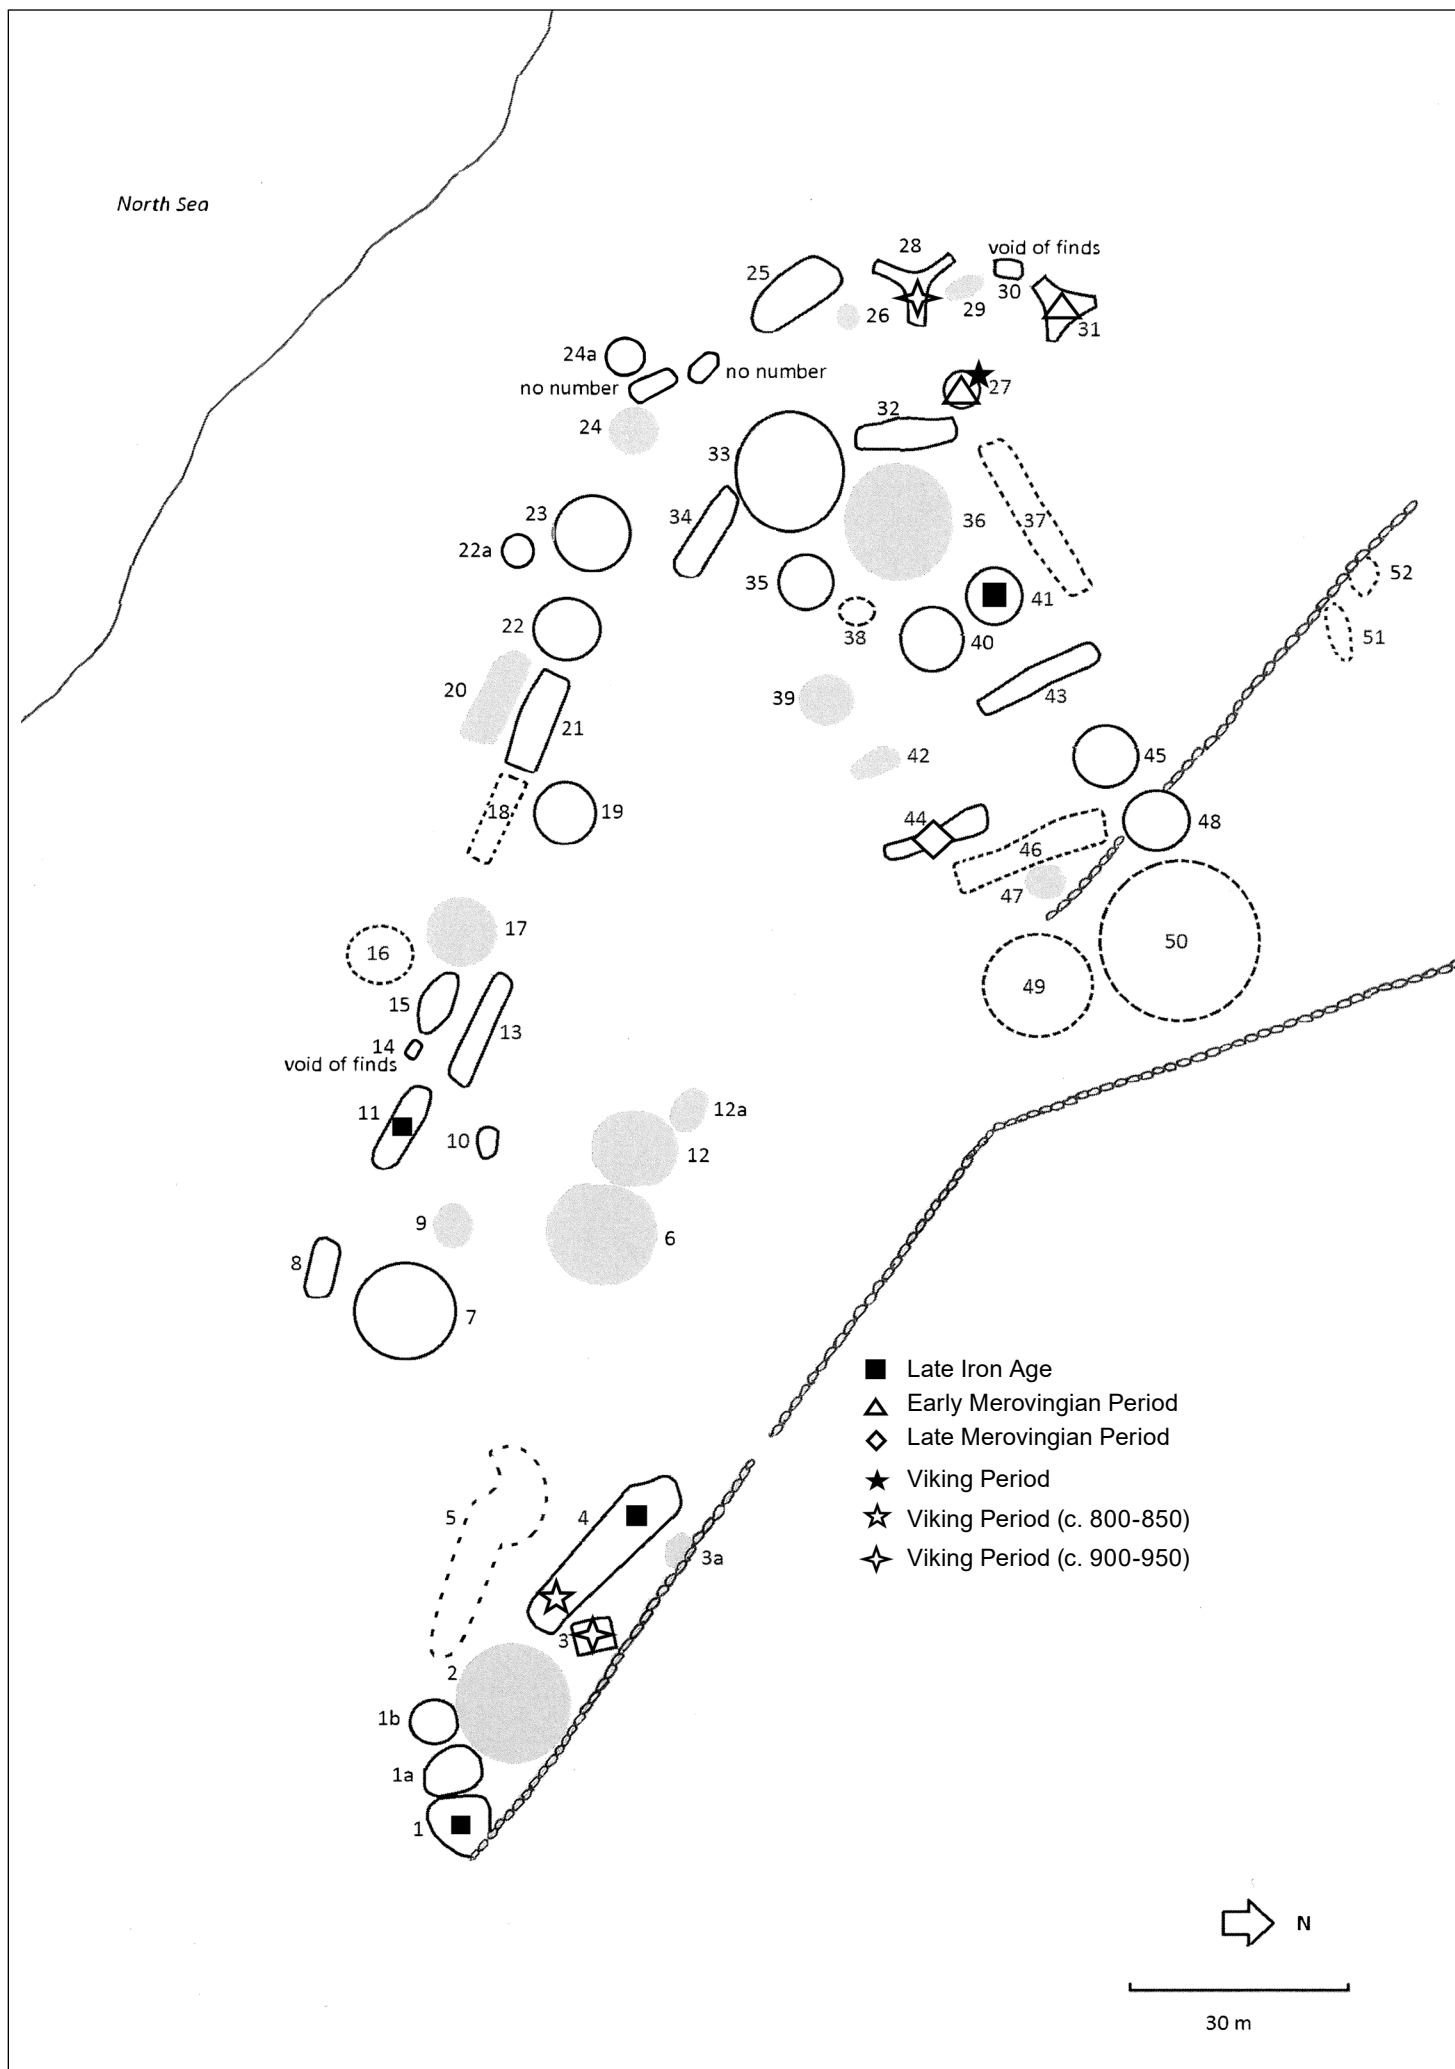 North Sea
28
void of finds
25
30
26
29
31
24a
no number
no number
27
32
24
33
23
34
36
37
22a
35
41
52
22
38
40
51
20
39
43
21
42
45
18
19
44
48
46
47
17
16
50
49
15
13
14
void of finds
11
12a
10
12
9
6
8
7
Late Iron Age
Early Merovingian Period
Late Merovingian Period
Viking Period
Viking Period (c. 800-850)
Viking Period (c. 900-950)
5
4
3a
3
2
1b
1a
1
N
30 m